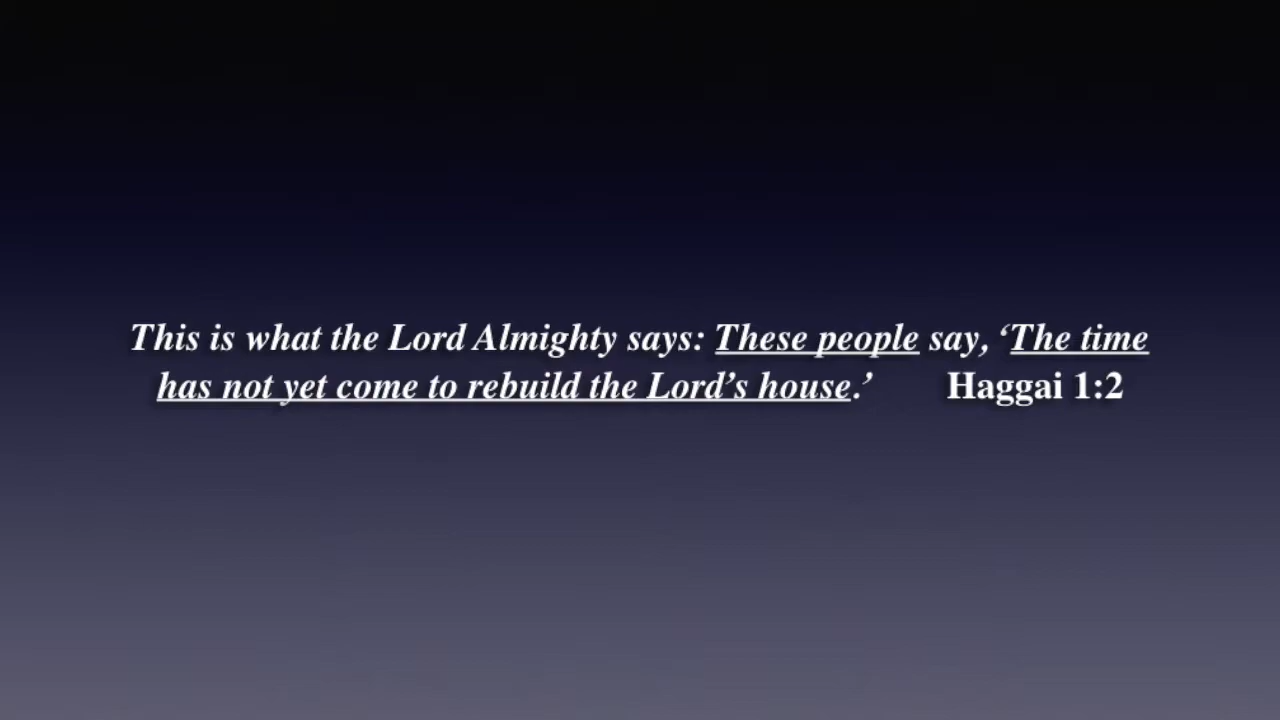 This is what the Lord Almighty says: These people say, ‘The time
has not yet come to rebuild the Lord’s house.’ Haggai 1:2